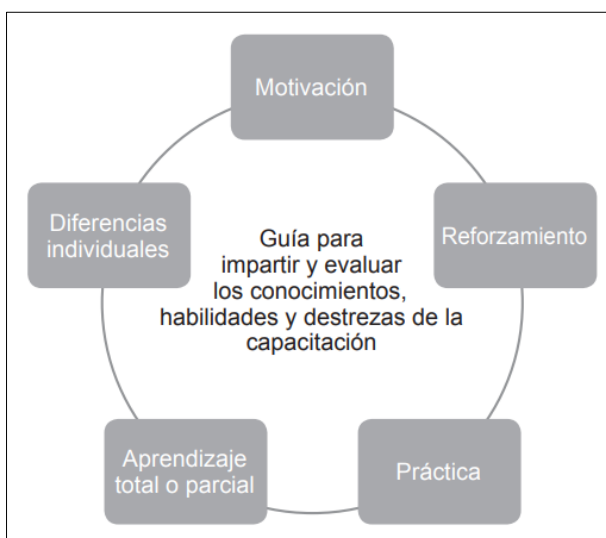 Motivación
Diferencias
individuales
Reforzamiento
Guía para
impartir y evaluar
los conocimientos,
habilidades y destrezas de la
capacitación
Aprendizaje
total o parcial
Práctica